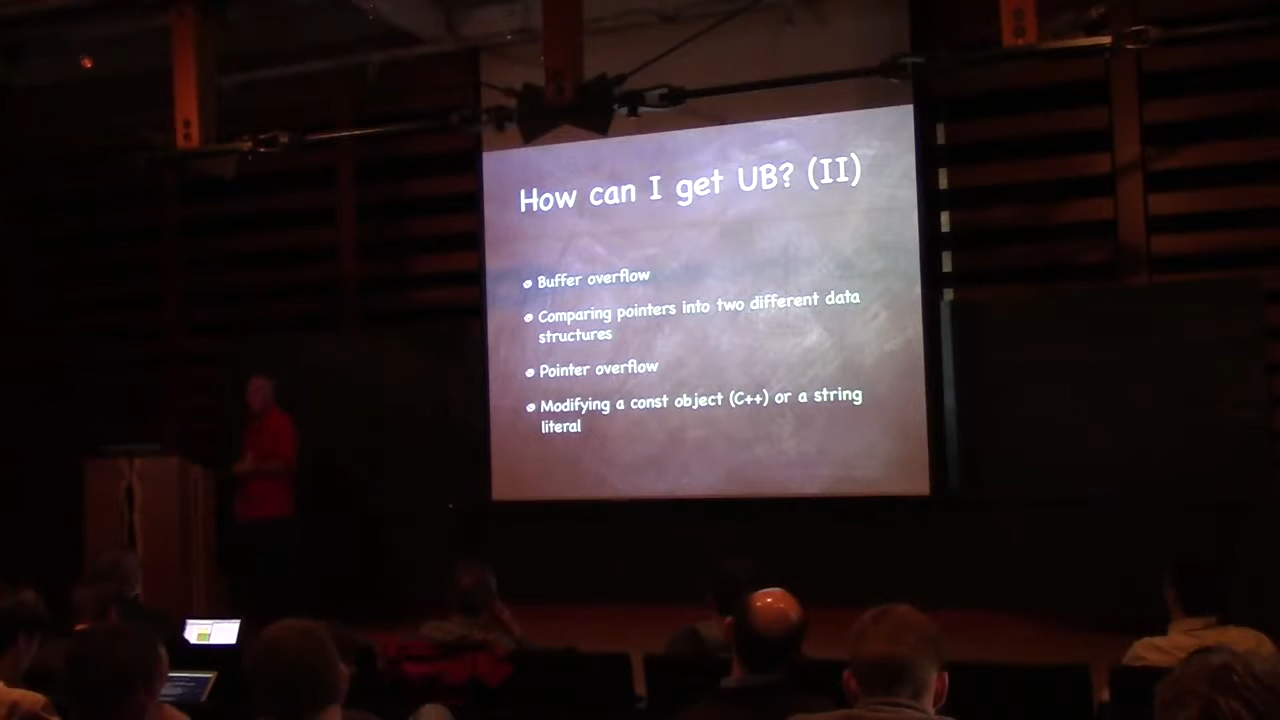 How can I get UB? (II)
Buffer overflow
Comparing pointers into two different data
structures
Pointer overflow
Modifying a const object (C++) or a string
literal